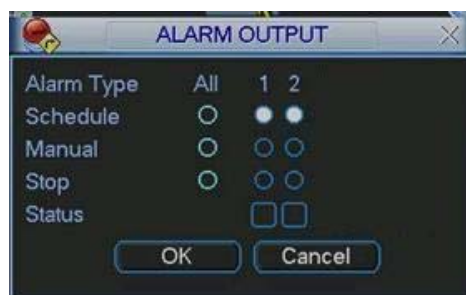 ALARM OUTPUT
Alarm Type All 1 2
Schedule
Manual
Stop
Status
OK Cancel